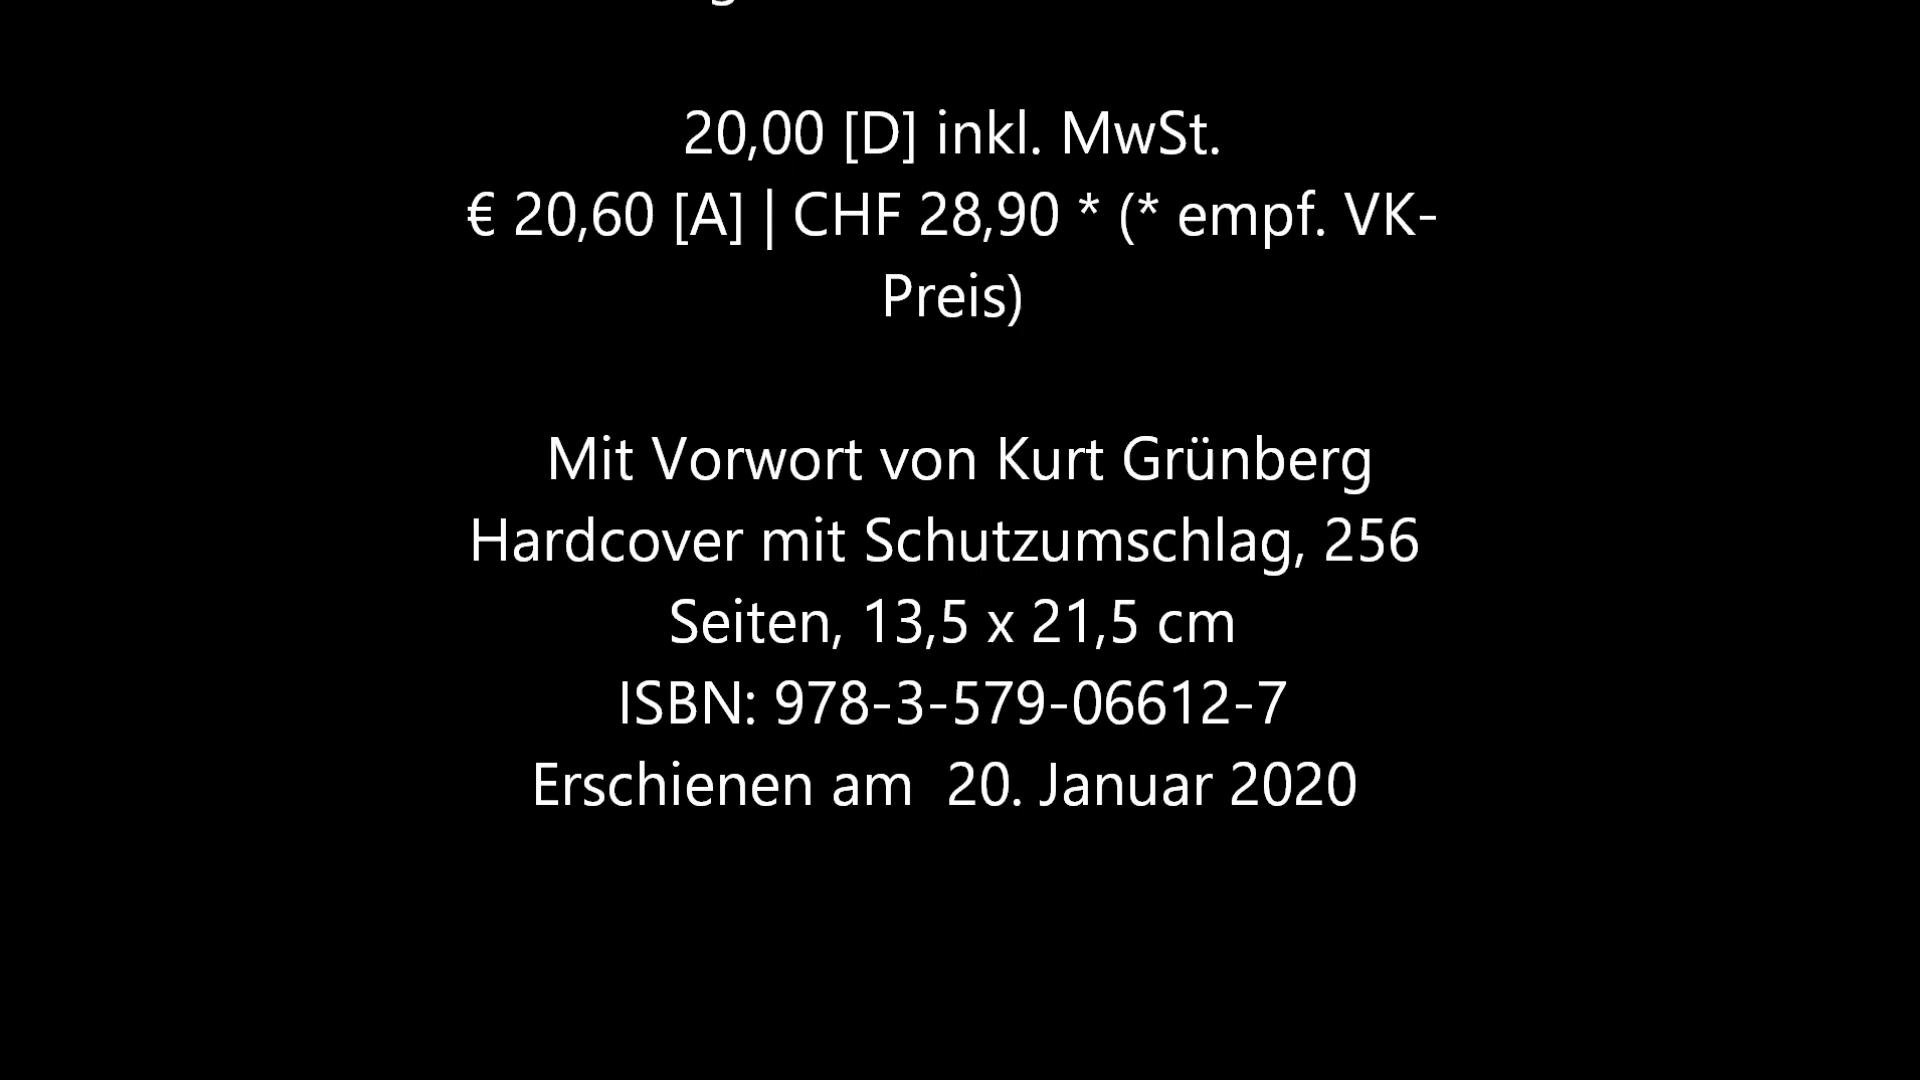 20,00 [D] inkl. MwSt.
€ 20,60 [A] | CHF 28,90 * (* empf. VK-
Preis)
Mit Vorwort von Kurt Grünberg
Hardcover mit Schutzumschlag, 256
Seiten, 13,5 x 21,5 cm
ISBN: 978-3-579-06612-7
Erschienen am  20. Januar 2020